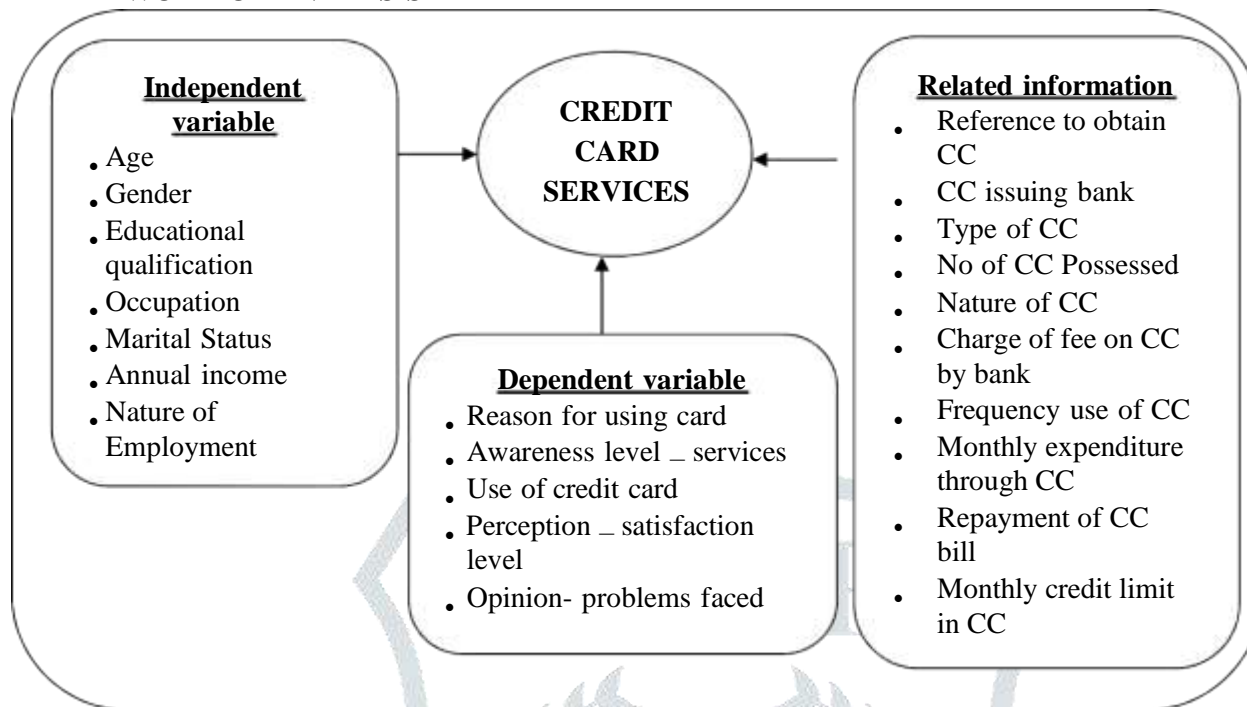 Independent
variable
• Age
• Gender
• Educational
qualification
• Occupation
• Marital Status
• Annual income
• Nature of
Employment
CREDIT
CARD
SERVICES
Dependent variable
• Reason for using card
• Awareness level – services
• Use of credit card
• Perception – satisfaction
level
• Opinion- problems faced
Related information
• Reference to obtain
CC
• CC issuing bank
• Type of CC
• No of CC Possessed
• Nature of CC
• Charge of fee on CC
by bank
• Frequency use of CC
• Monthly expenditure
through CC
• Repayment of CC
bill
• Monthly credit limit
in CC